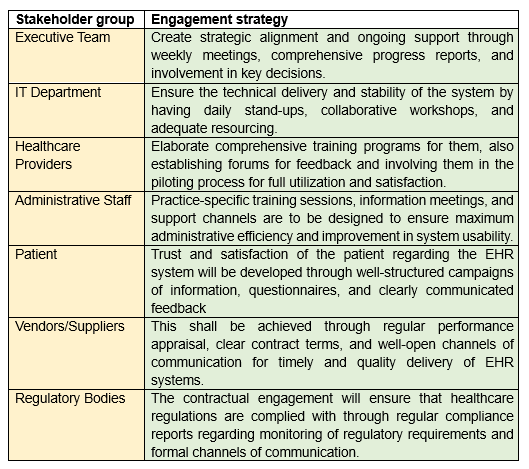 Stakeholder group Engagement strategy
Executive Team Create strategic alignment and ongoing support through
weekly meetings, comprehensive progress reports, and
involvement in key decisions.
IT Department Ensure the technical delivery and stability of the system by
having daily stand-ups, collaborative workshops, and
adequate resourcing.
Healthcare Elaborate comprehensive training programs for them, also
Providers establishing forums for feedback and involving them in the
piloting process for full utilization and satisfaction.
Administrative Staff Practice-specific training sessions, information meetings, and
support channels are to be designed to ensure maximum
administrative efficiency and improvement in system usability.
Patient Trust and satisfaction of the patient regarding the EHR
system will be developed through well-structured campaigns
of information, questionnaires, and clearly communicated
feedback
Vendors/Suppliers This shall be achieved through regular performance
appraisal, clear contract terms, and well-open channels of
communication for timely and quality delivery of EHR
systems.
Regulatory Bodies The contractual engagement will ensure that healthcare
regulations are complied with through regular compliance
reports regarding monitoring of regulatory requirements and
formal channels of communication.